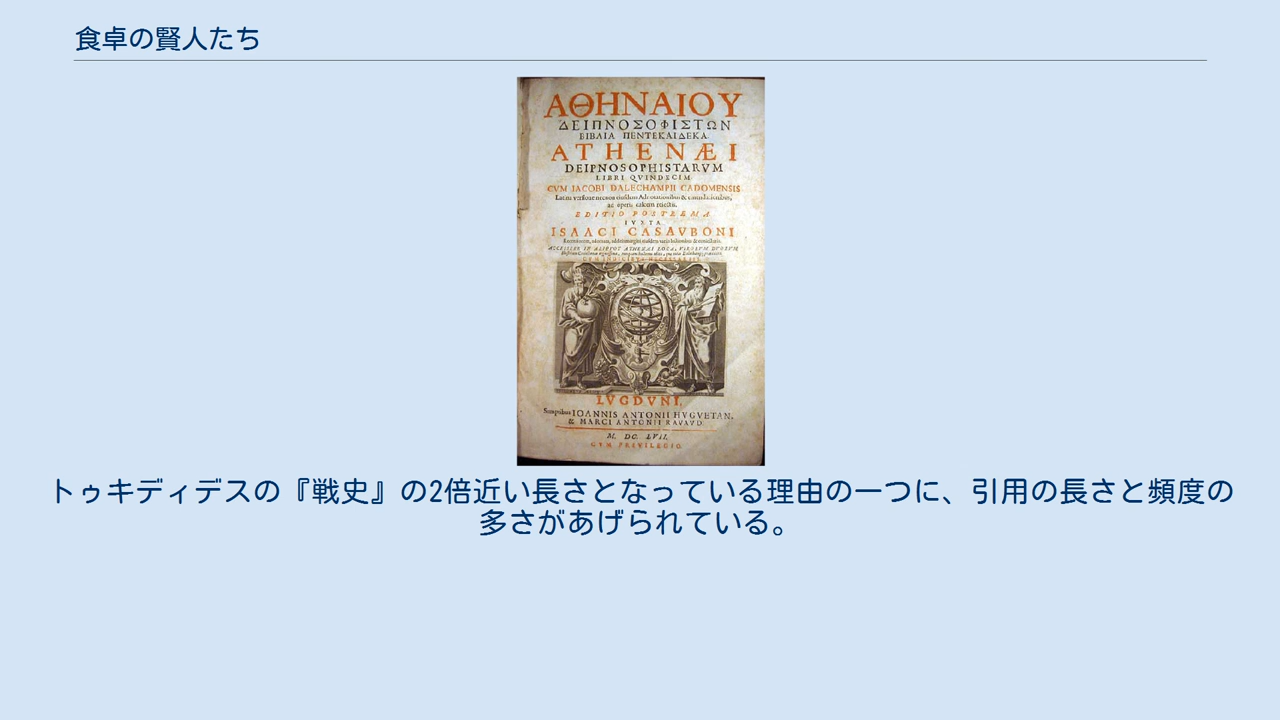 食卓の賢人たち
ΑΘΗΝΑΙΟΥ
ΔΕΙΠΝΟΣΟΦΙΣΤΩΝ
ΒΙΒΛΙΑ ΠΕΝΤΕΚΑΙΔΕΚΑ.
ATHENÆI
DEIPNOSOPHISTARVM
LIBRI QVINDECIM
CVM IACOBI DALECHAMPII CADOMENSIS
EDITIO POSTREMA
IVXTA
ISAACI CASAVBONI
LVGDVNI,
Sumptibus IOANNIS ANTONII HVGVETAN,
& MARCI ANTONII RAVAVD.
M. DC. LVII.
CVM PRIVILEGIO.
トゥキディデスの『戦史』の2倍近い長さとなっている理由の一つに、引用の長さと頻度の
多さがあげられている。